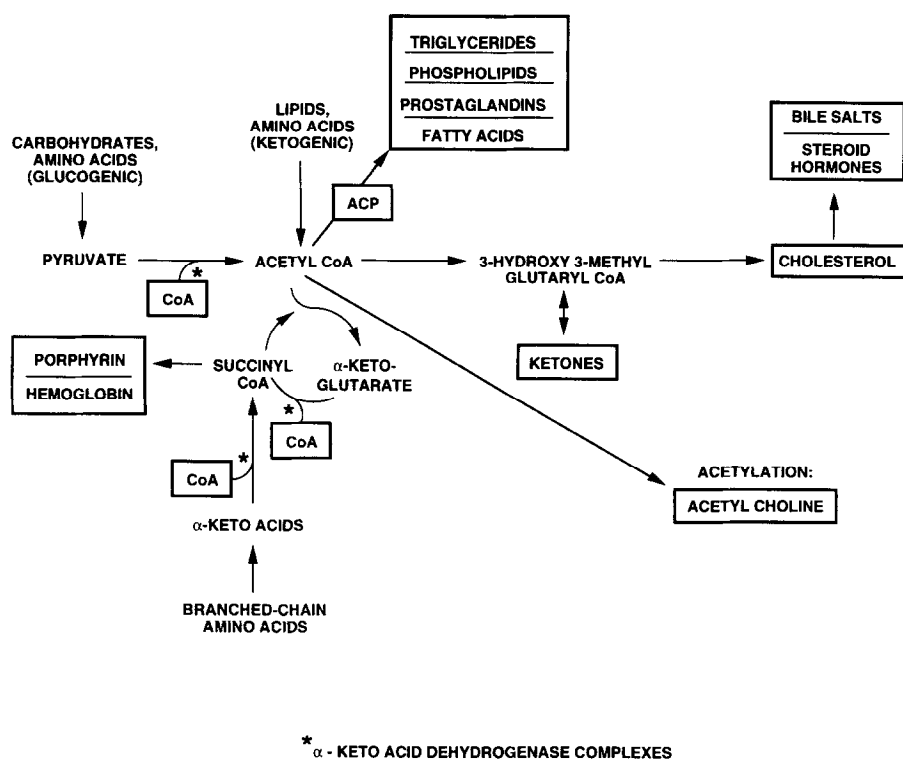 TRIGLYCERIDES
PHOSPHOLIPIDS
PROSTAGLANDINS
FATTY ACIDS
LIPIDS,
AMINO ACIDS
(KETOGENIC)
CARBOHYDRATES,
AMINO ACIDS
(GLUCOGENIC)
BILE SALTS
STEROID
HORMONES
ACP
PYRUVATE
*
CoA
ACETYL CoA
3-HYDROXY 3-METHYL
GLUTARYL CoA
CHOLESTEROL
KETONES
PORPHYRIN
HEMOGLOBIN
SUCCINYL
CoA
α-KETO-
GLUTARATE
*
CoA
*
CoA
α-KETO ACIDS
BRANCHED-CHAIN
AMINO ACIDS
ACETYLATION:
ACETYL CHOLINE
*α - KETO ACID DEHYDROGENASE COMPLEXES